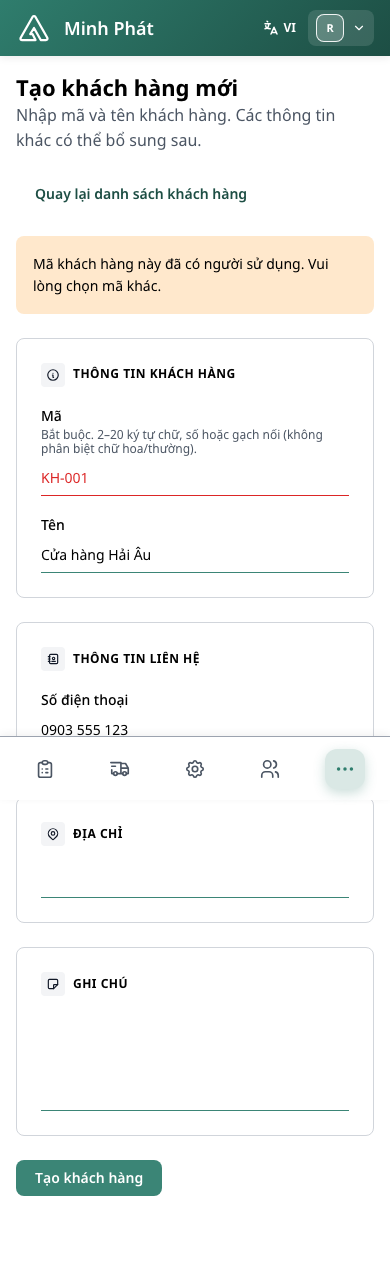 Minh Phát
VI
R
Tạo khách hàng mới
Nhập mã và tên khách hàng. Các thông tin
khác có thể bổ sung sau.
Quay lại danh sách khách hàng
Mã khách hàng này đã có người sử dụng. Vui
lòng chọn mã khác.
THÔNG TIN KHÁCH HÀNG
Mã
Bắt buộc. 2–20 ký tự chữ, số hoặc gạch nối (không
phân biệt chữ hoa/thường).
KH-001
Tên
Cửa hàng Hải Âu
THÔNG TIN LIÊN HỆ
Số điện thoại
0903 555 123
ĐỊA CHỈ
GHI CHÚ
Tạo khách hàng